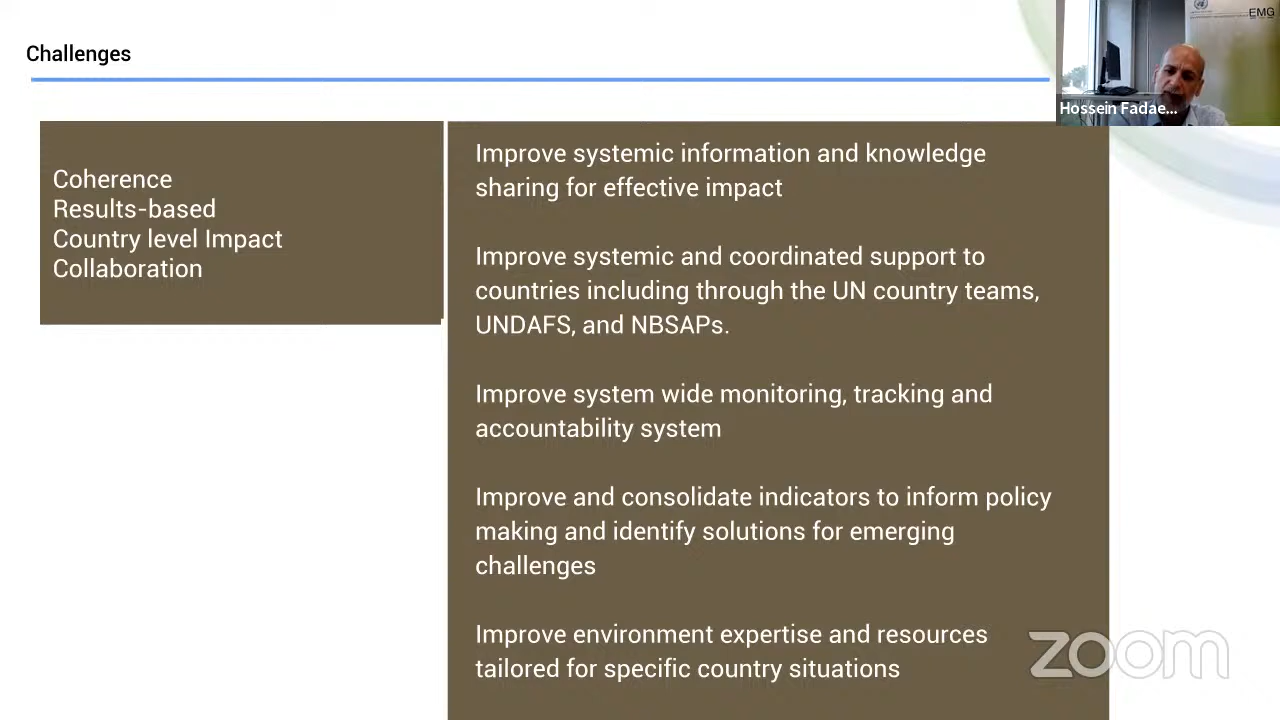 Challenges
EMG
Hossein Fadae...
Coherence
Results-based
Country level Impact
Collaboration
Improve systemic information and knowledge
sharing for effective impact
Improve systemic and coordinated support to
countries including through the UN country teams,
UNDAFS, and NBSAPs.
Improve system wide monitoring, tracking and
accountability system
Improve and consolidate indicators to inform policy
making and identify solutions for emerging
challenges
Improve environment expertise and resources
tailored for specific country situations
zoom